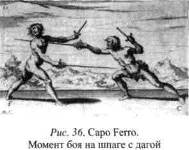 Рис. 36. Capo Ferro.
Момент боя на шпаге с дагой